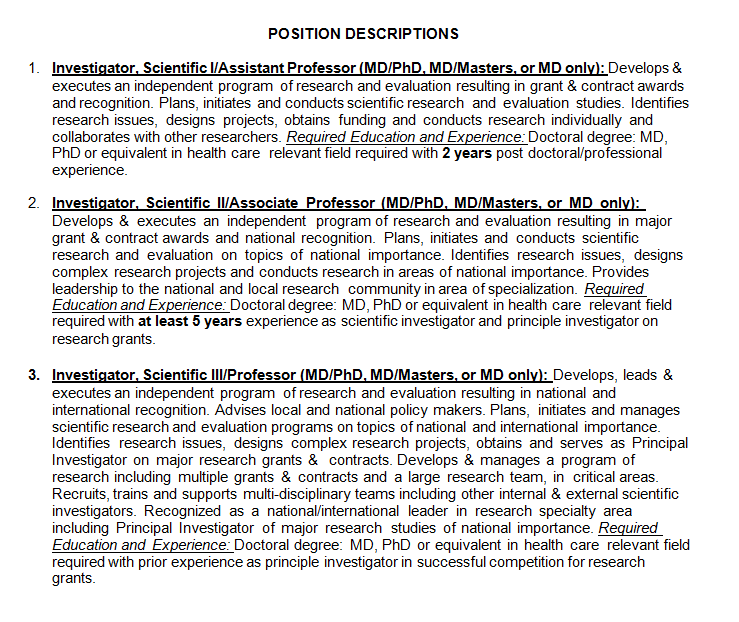 POSITION DESCRIPTIONS
1. Investigator, Scientific I/Assistant Professor (MD/PhD, MD/Masters, or MD only): Develops &
executes an independent program of research and evaluation resulting in grant & contract awards
and recognition. Plans, initiates and conducts scientific research and evaluation studies. Identifies
research issues, designs projects, obtains funding and conducts research individually and
collaborates with other researchers. Required Education and Experience: Doctoral degree: MD,
PhD or equivalent in health care relevant field required with 2 years post doctoral/professional
experience.
2. Investigator, Scientific II/Associate Professor (MD/PhD, MD/Masters, or MD only):
Develops & executes an independent program of research and evaluation resulting in major
grant & contract awards and national recognition. Plans, initiates and conducts scientific
research and evaluation on topics of national importance. Identifies research issues, designs
complex research projects and conducts research in areas of national importance. Provides
leadership to the national and local research community in area of specialization. Required
Education and Experience: Doctoral degree: MD, PhD or equivalent in health care relevant field
required with at least 5 years experience as scientific investigator and principle investigator on
research grants.
3. Investigator, Scientific III/Professor (MD/PhD, MD/Masters, or MD only): Develops, leads &
executes an independent program of research and evaluation resulting in national and
international recognition. Advises local and national policy makers. Plans, initiates and manages
scientific research and evaluation programs on topics of national and international importance.
Identifies research issues, designs complex research projects, obtains and serves as Principal
Investigator on major research grants & contracts. Develops & manages a program of
research including multiple grants & contracts and a large research team, in critical areas.
Recruits, trains and supports multi-disciplinary teams including other internal & external scientific
investigators. Recognized as a national/international leader in research specialty area
including Principal Investigator of major research studies of national importance. Required
Education and Experience: Doctoral degree: MD, PhD or equivalent in health care relevant field
required with prior experience as principle investigator in successful competition for research
grants.